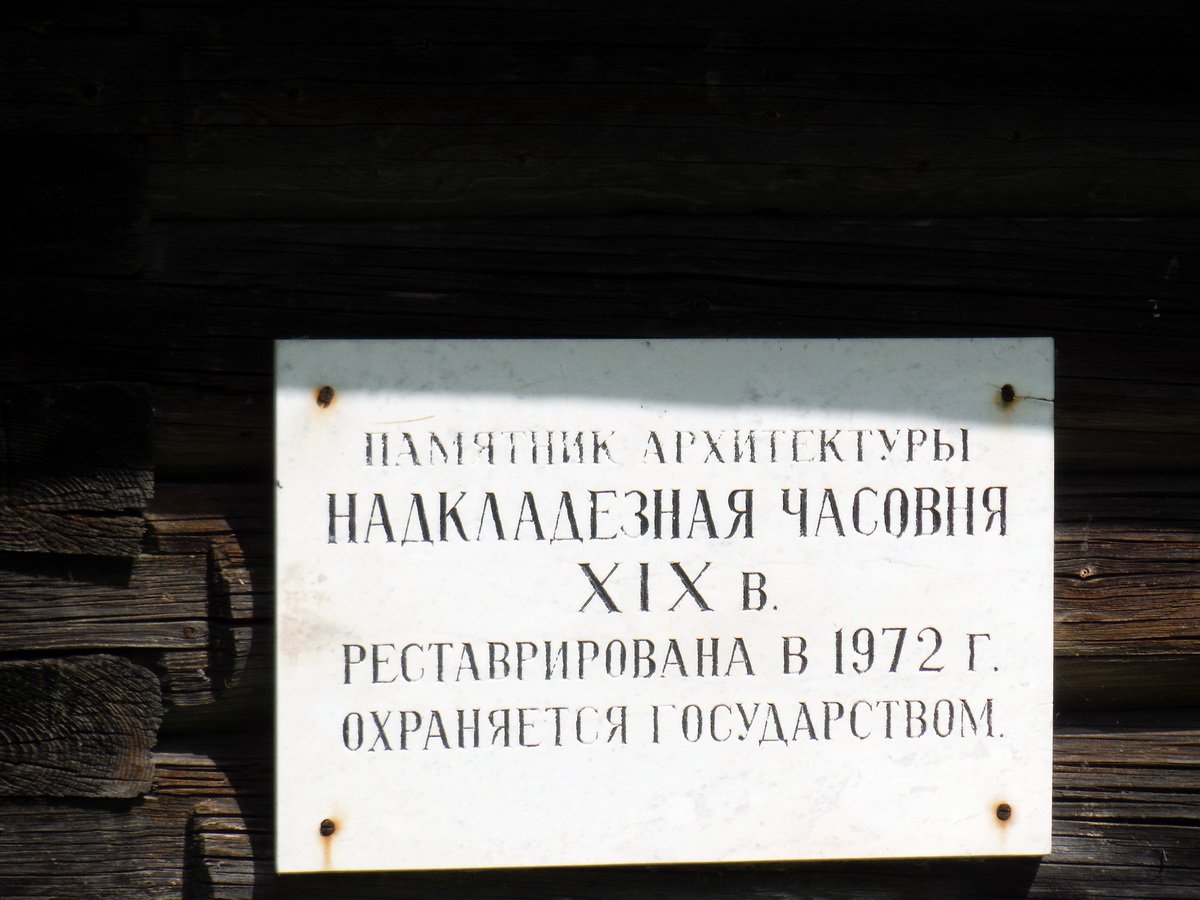 ПАМЯТНИК АРХИТЕКТУРЫ
НАДКЛАДЕЗНАЯ ЧАСОВНЯ
XIX В.
РЕСТАВРИРОВАНА В 1972 Г.
ОХРАНЯЕТСЯ ГОСУДАРСТВОМ.